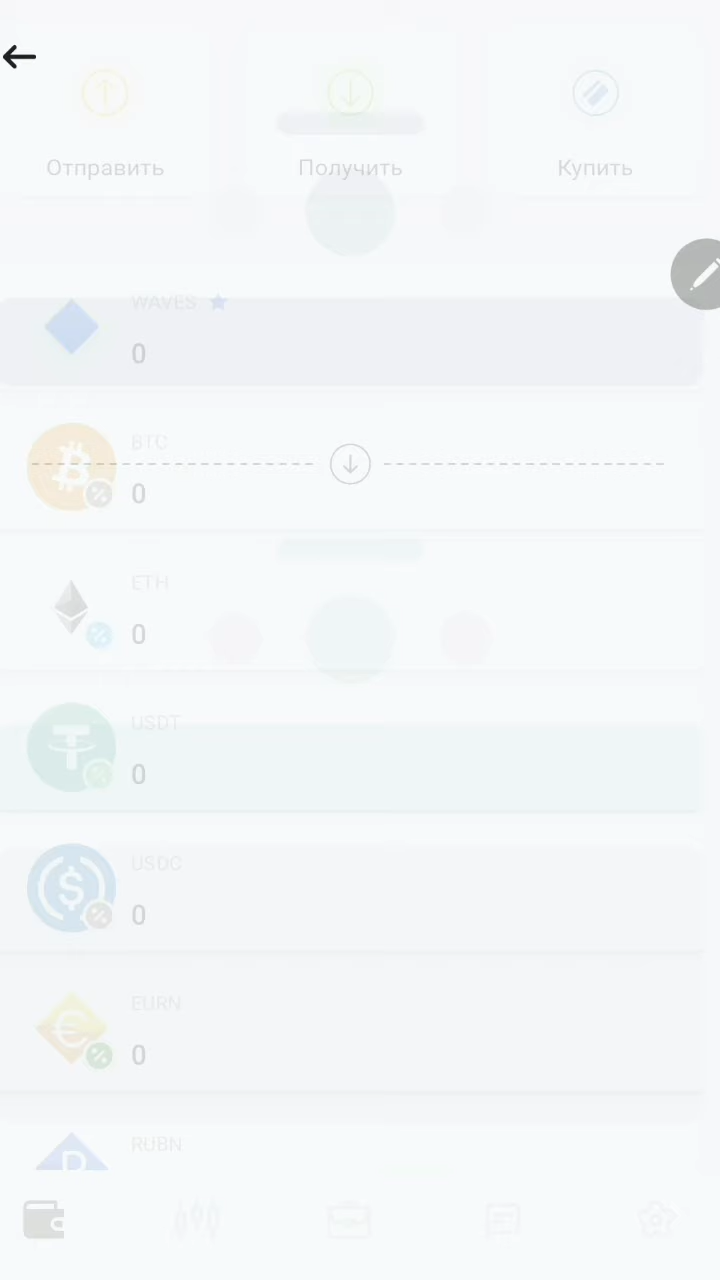 Отправить
Получить
Купить
WAVES
0
BTC
0
ETH
0
USDT
0
USDC
0
EURN
0
RUBN